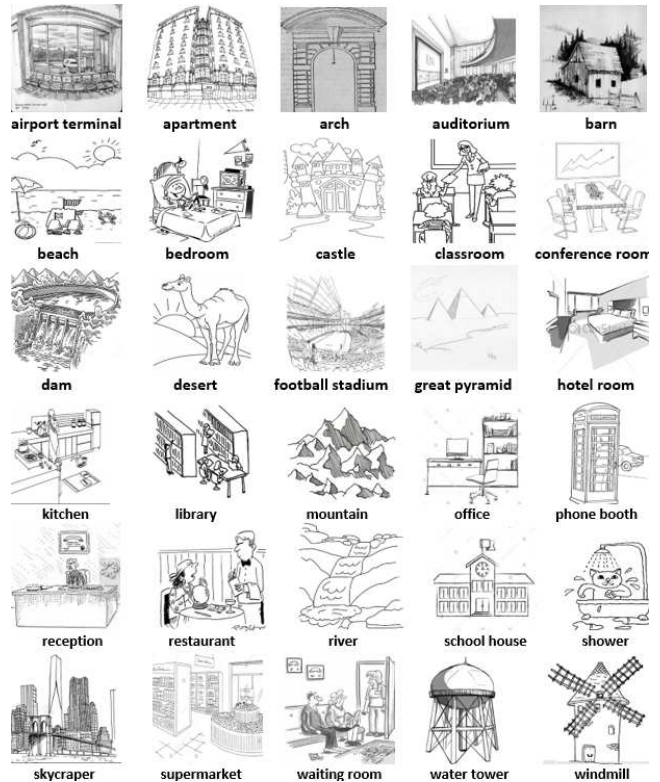 airport terminal
apartment
arch
auditorium
barn
beach
bedroom
castle
classroom
conference room
dam
desert
football stadium
great pyramid
hotel room
kitchen
library
mountain
office
phone booth
reception
restaurant
river
school house
shower
skycraper
supermarket
waiting room
water tower
windmill